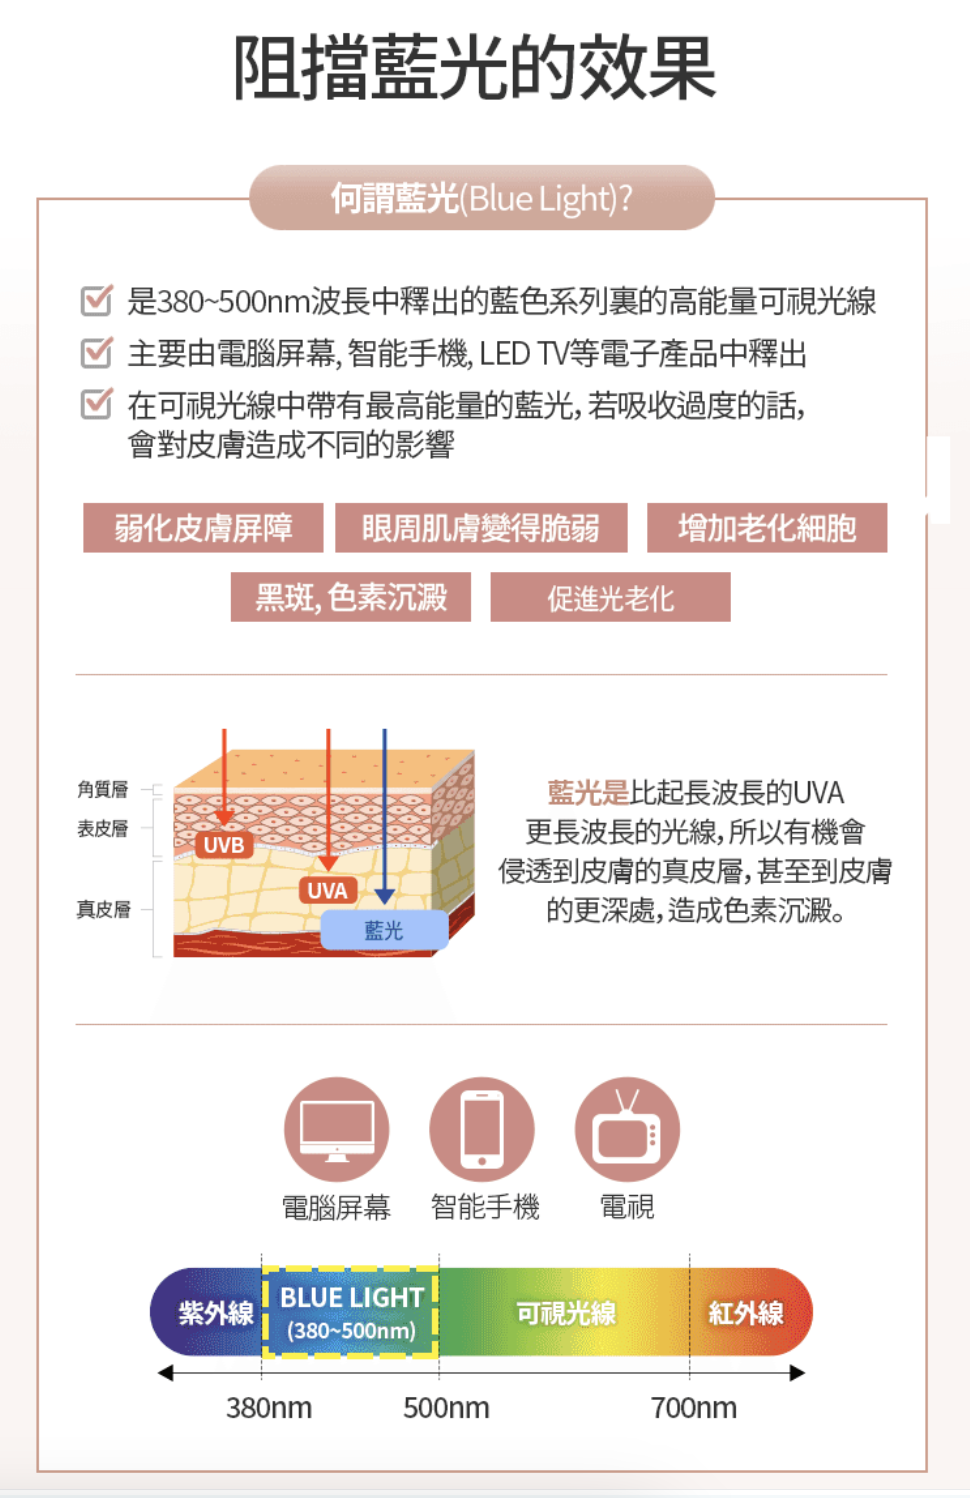 阻擋藍光的效果
何謂藍光(Blue Light)?
是380~500nm波長中釋出的藍色系列裏的高能量可視光線
主要由電腦屏幕, 智能手機, LED TV等電子產品中釋出
在可視光線中帶有最高能量的藍光, 若吸收過度的話,
會對皮膚造成不同的影響
弱化皮膚屏障
眼周肌膚變得脆弱
增加老化細胞
黑斑, 色素沉澱
促進光老化
角質層
表皮層
真皮層
UVB
UVA
藍光
藍光是比起長波長的UVA
更長波長的光線, 所以有機會
侵透到皮膚的真皮層, 甚至到皮膚
的更深處, 造成色素沉澱。
電腦屏幕
智能手機
電視
紫外線
BLUE LIGHT
(380~500nm)
可視光線
紅外線
380nm
500nm
700nm